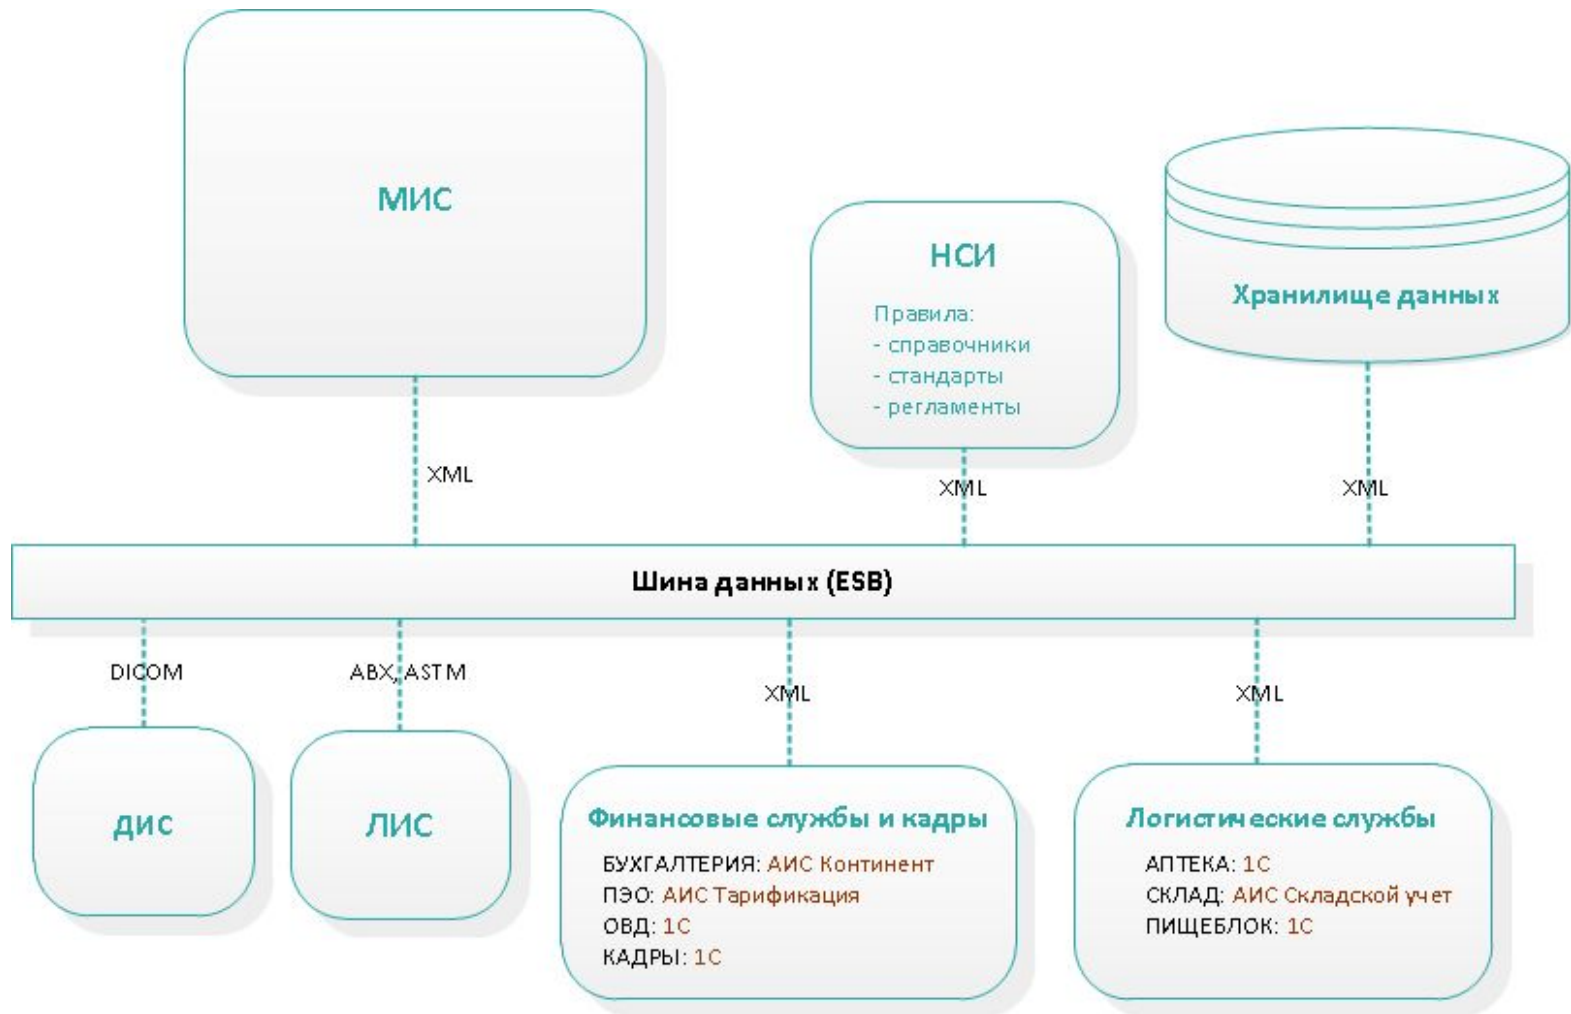 МИС
НСИ
Правила:
- справочники
- стандарты
- регламенты
Хранилище данных
XML
XML
XML
Шина данных (ESB)
DICOM
ABX, ASTM
XML
XML
ДИС
ЛИС
Финансовые службы и кадры
БУХГАЛТЕРИЯ: АИС Континент
ПЭО: АИС Тарификация
ОВД: 1С
КАДРЫ: 1С
Логистические службы
АПТЕКА: 1С
СКЛАД: АИС Складской учет
ПИЩЕБЛОК: 1С